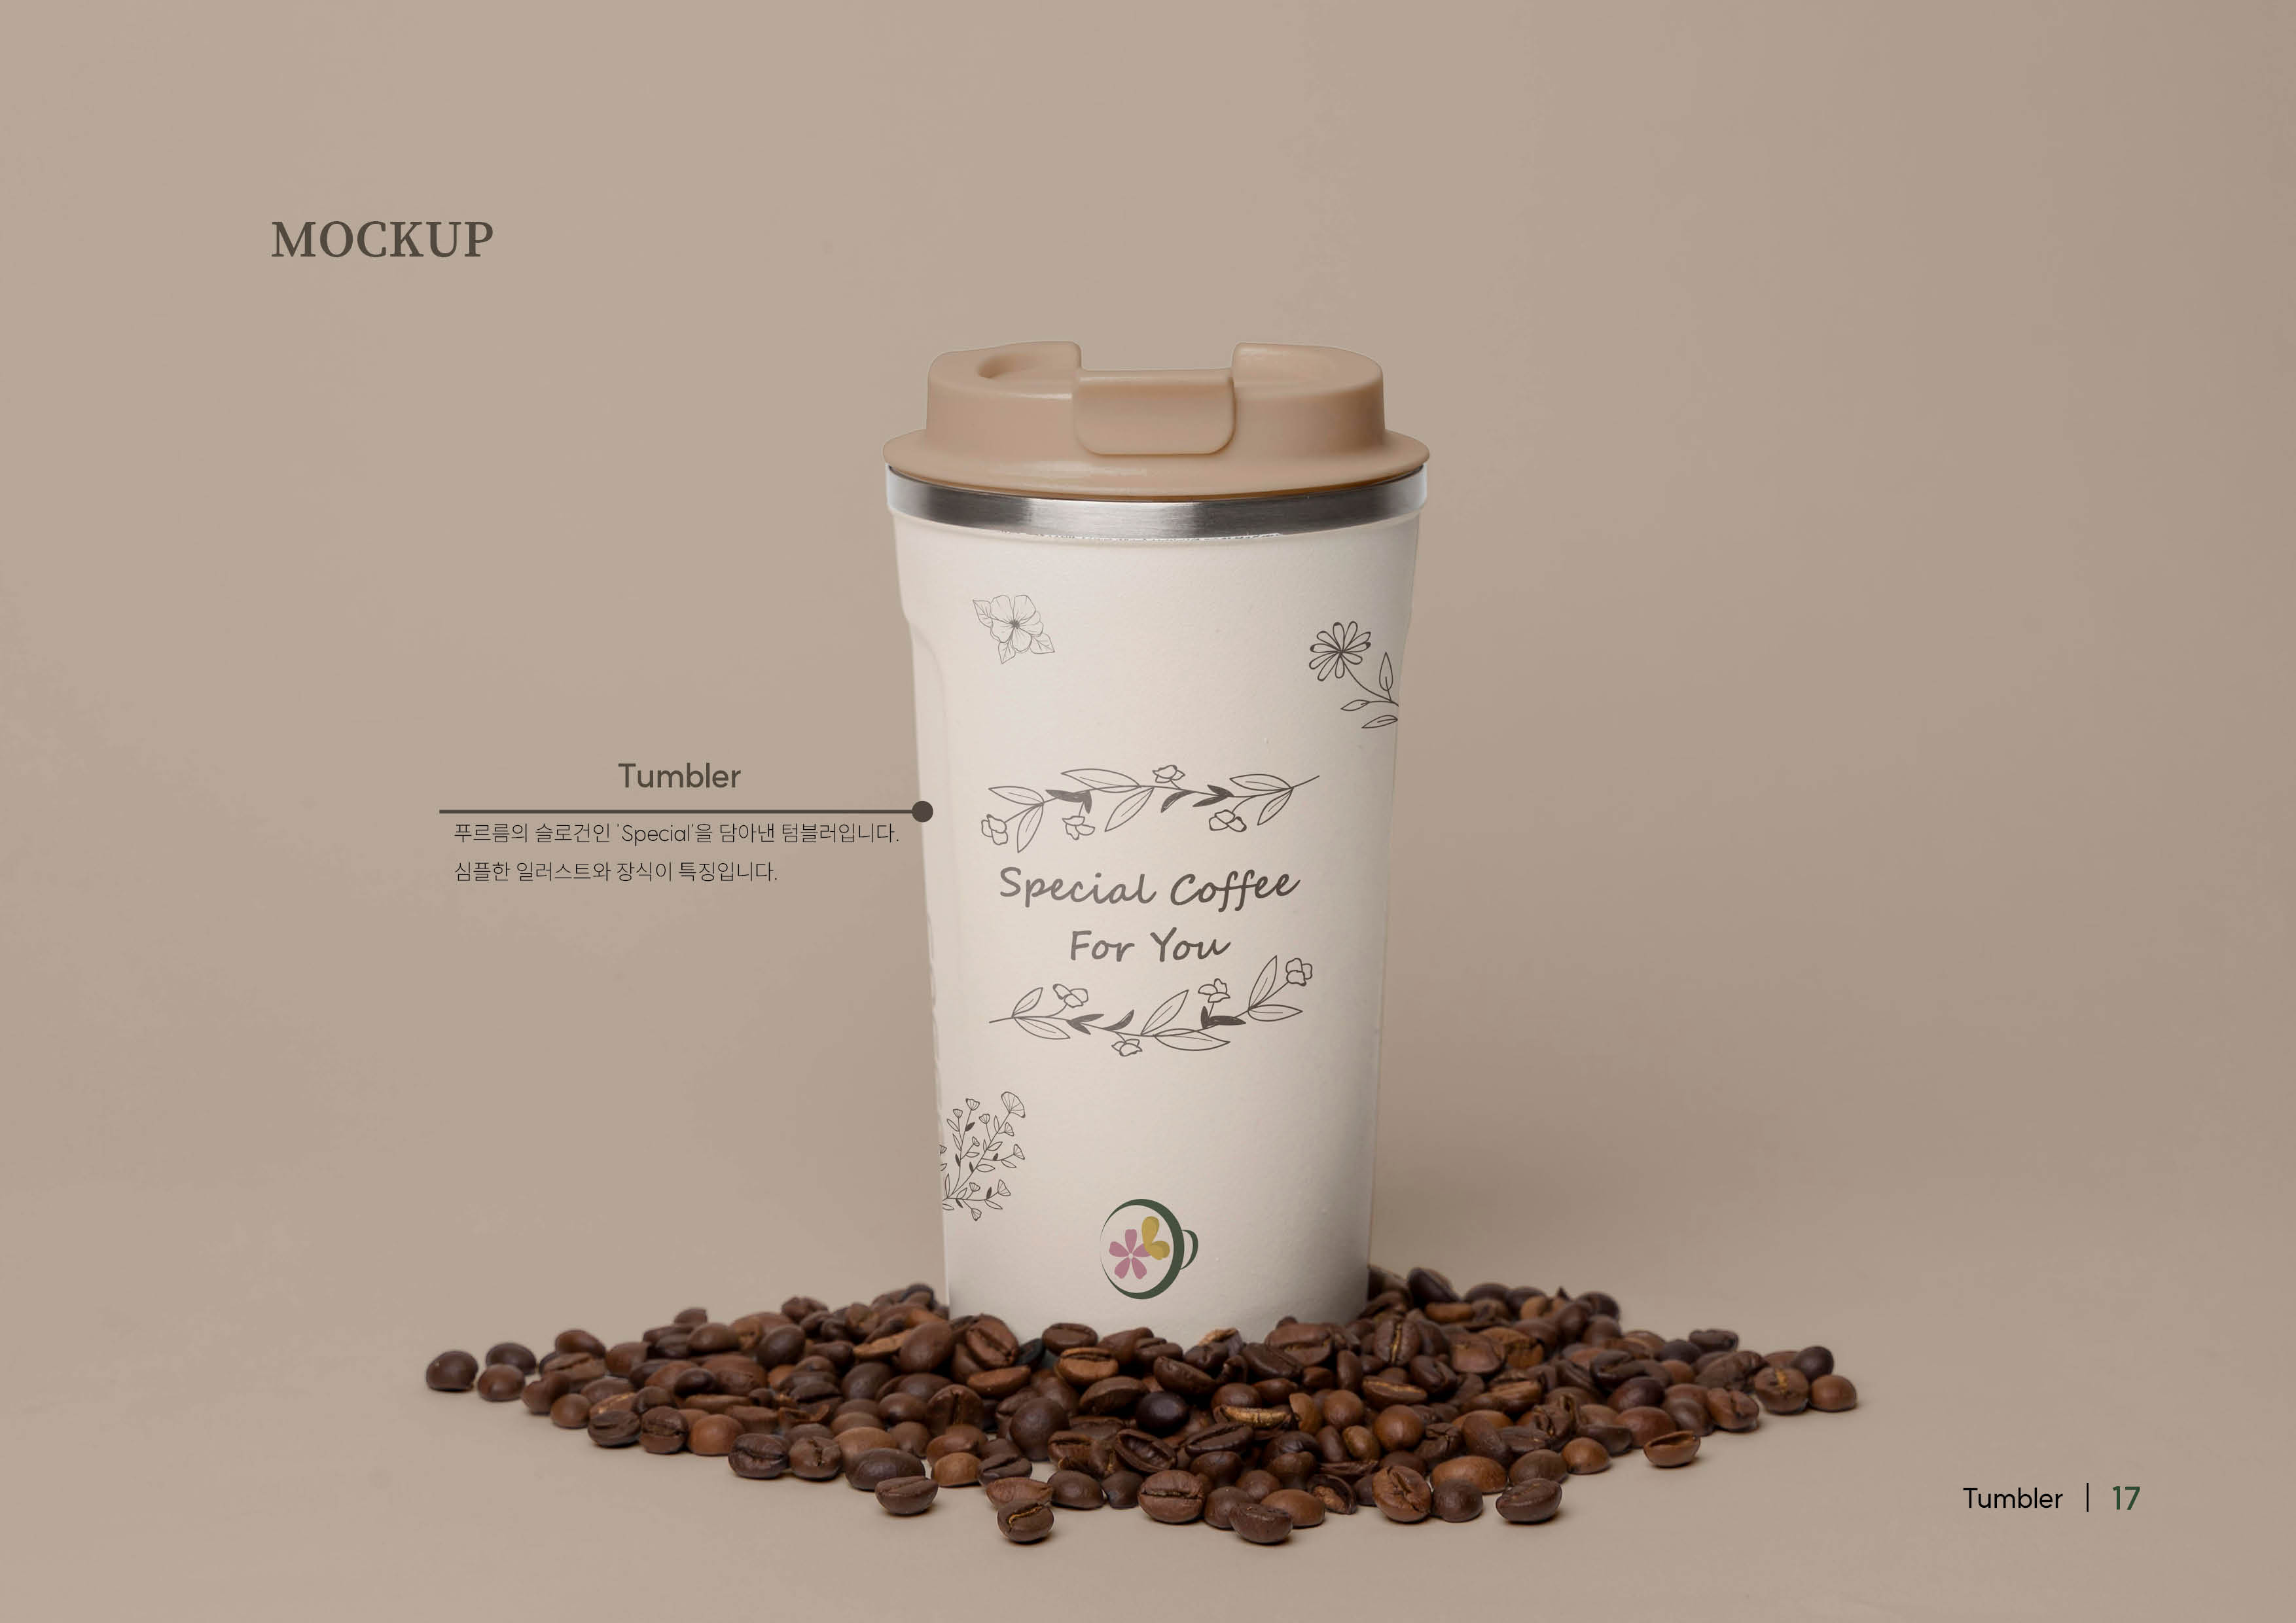 MOCKUP
Tumbler
푸르름의 슬로건인 'Special'을 담아낸 텀블러입니다.
심플한 일러스트와 장식이 특징입니다.
Special Coffee
For You
Tumbler | 17